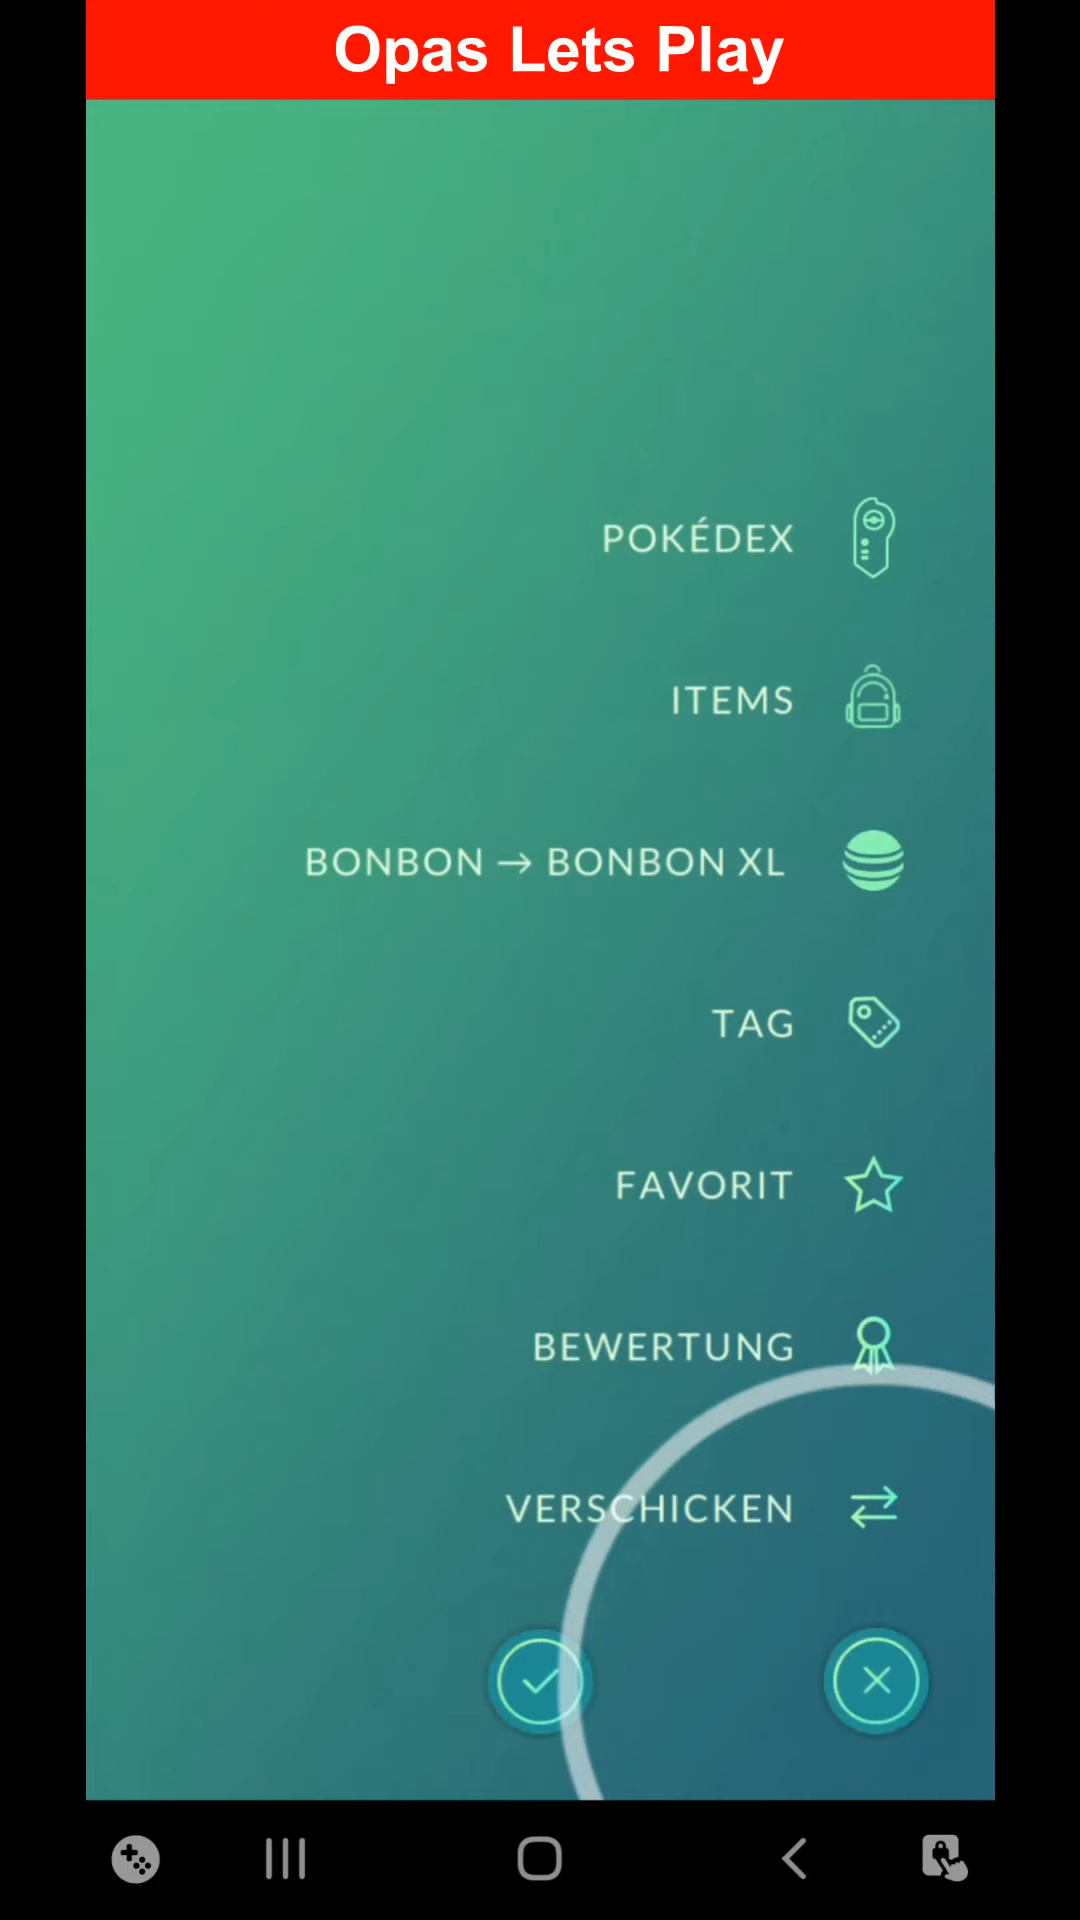 Opas Lets Play
POKÉDEX
ITEMS
BONBON → BONBON XL
TAG
FAVORIT
BEWERTUNG
VERSCHICKEN